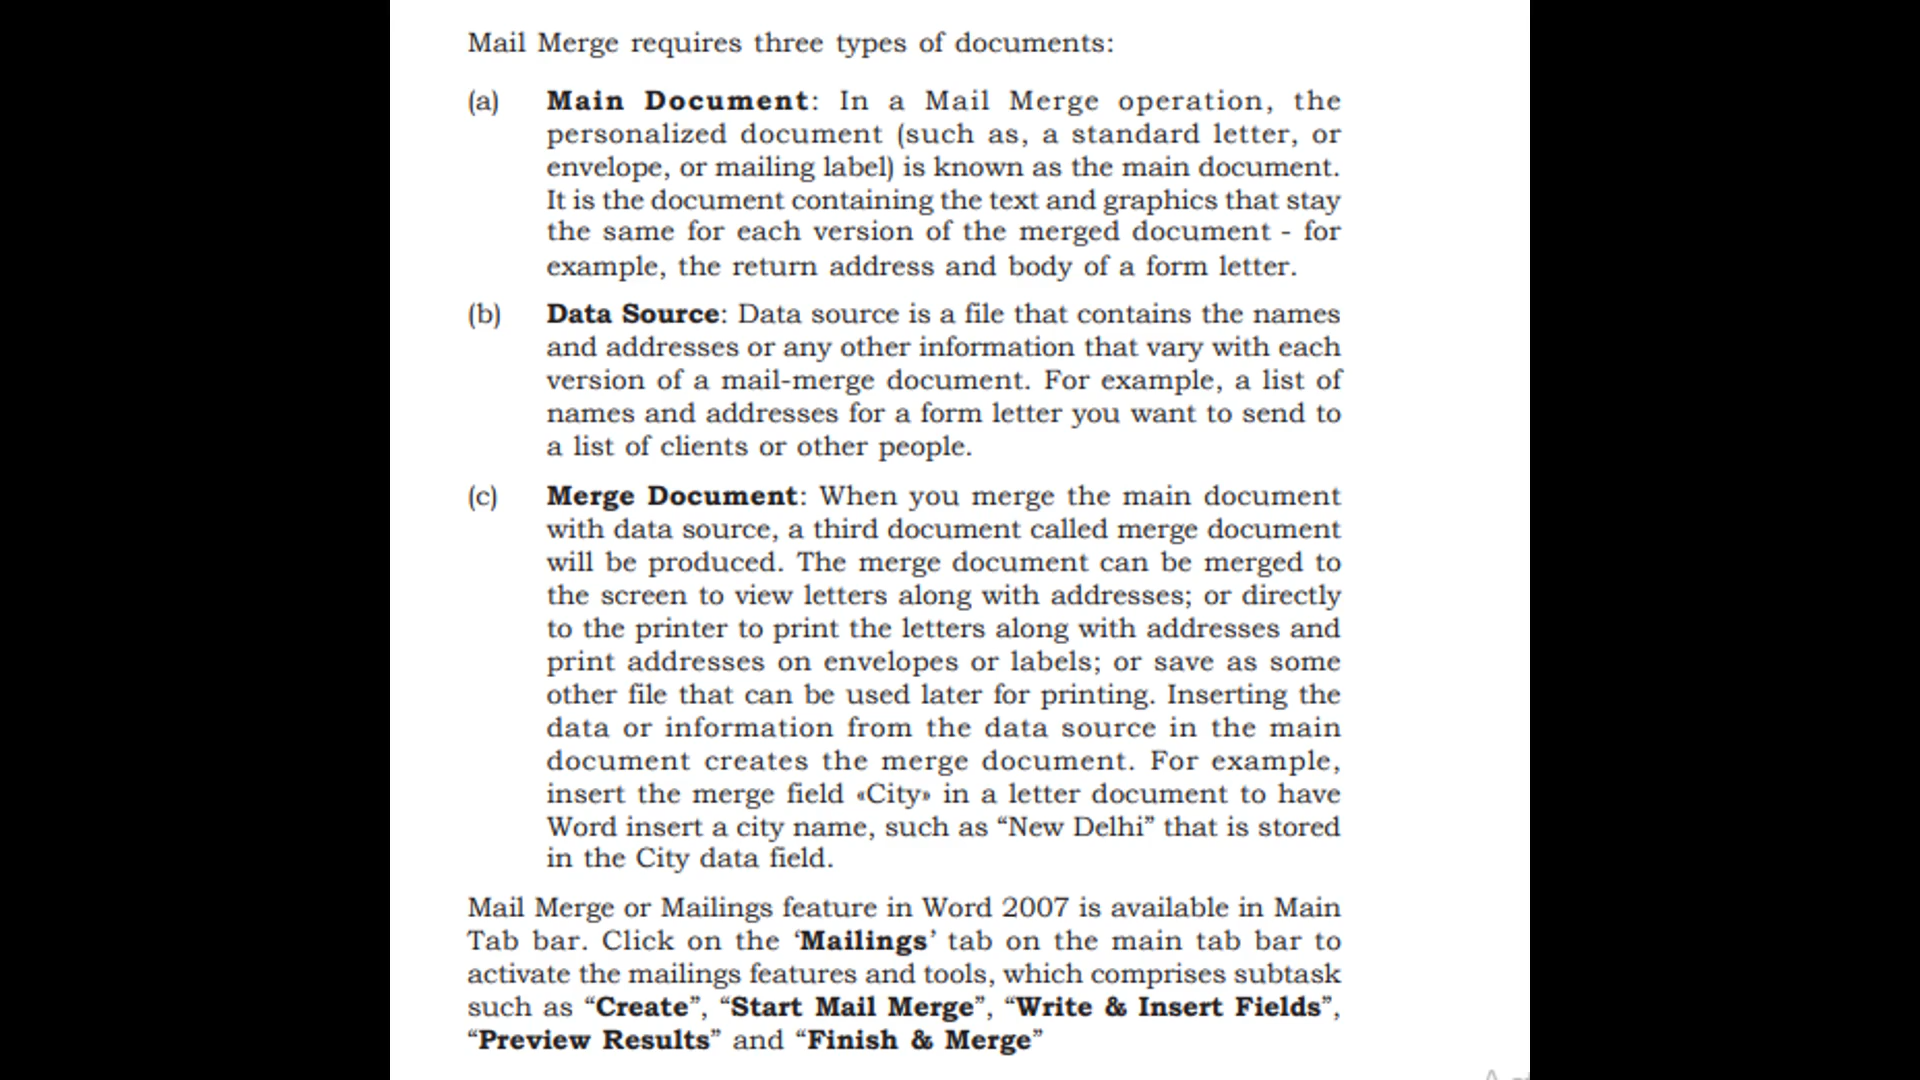 Mail Merge requires three types of documents:
(a) Main Document: In a Mail Merge operation, the
personalized document (such as, a standard letter, or
envelope, or mailing label) is known as the main document.
It is the document containing the text and graphics that stay
the same for each version of the merged document - for
example, the return address and body of a form letter.
(b) Data Source: Data source is a file that contains the names
and addresses or any other information that vary with each
version of a mail-merge document. For example, a list of
names and addresses for a form letter you want to send to
a list of clients or other people.
(c) Merge Document: When you merge the main document
with data source, a third document called merge document
will be produced. The merge document can be merged to
the screen to view letters along with addresses; or directly
to the printer to print the letters along with addresses and
print addresses on envelopes or labels; or save as some
other file that can be used later for printing. Inserting the
data or information from the data source in the main
document creates the merge document. For example,
insert the merge field «City» in a letter document to have
Word insert a city name, such as “New Delhi” that is stored
in the City data field.
Mail Merge or Mailings feature in Word 2007 is available in Main
Tab bar. Click on the ‘Mailings’ tab on the main tab bar to
activate the mailings features and tools, which comprises subtask
such as “Create”, “Start Mail Merge”, “Write & Insert Fields”,
“Preview Results” and “Finish & Merge”